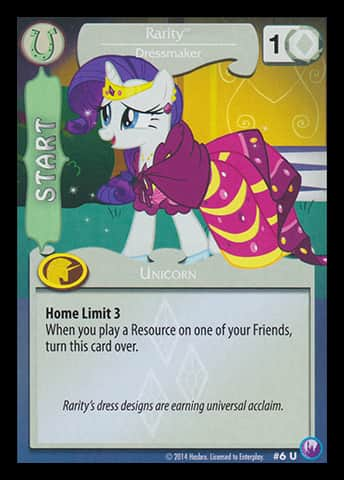 Rarity™
Dressmaker
1
START
UNICORN
Home Limit 3
When you play a Resource on one of your Friends,
turn this card over.
Rarity's dress designs are earning universal acclaim.
© 2014 Hasbro. Licensed to Enterplay.
#6 U